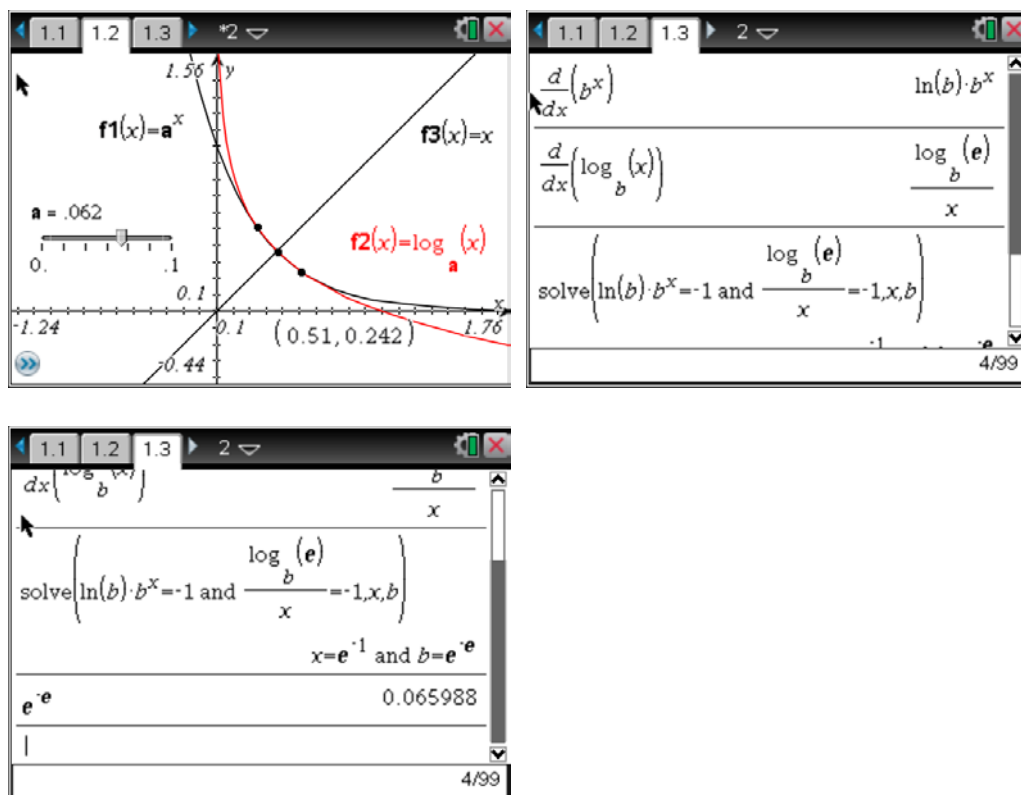 1.1 1.2 1.3 *2
1.56 y
f1(x)=a^x
f3(x)=x
a = .062
0. .1
f2(x)=log_a (x)
0.1
x
-1.24 0.1 (0.51, 0.242) 1.76
-0.44
1.1 1.2 1.3 2
d/dx(b^x) ln(b)·b^x
d/dx(log_b (x)) log_b (e)/x
solve(ln(b)·b^x=-1 and log_b (e)/x=-1,x,b)
4/99
1.1 1.2 1.3 2
dx( b ) b/x
solve(ln(b)·b^x=-1 and log_b (e)/x=-1,x,b)
x=e^-1 and b=e^-e
e^-e 0.065988
4/99